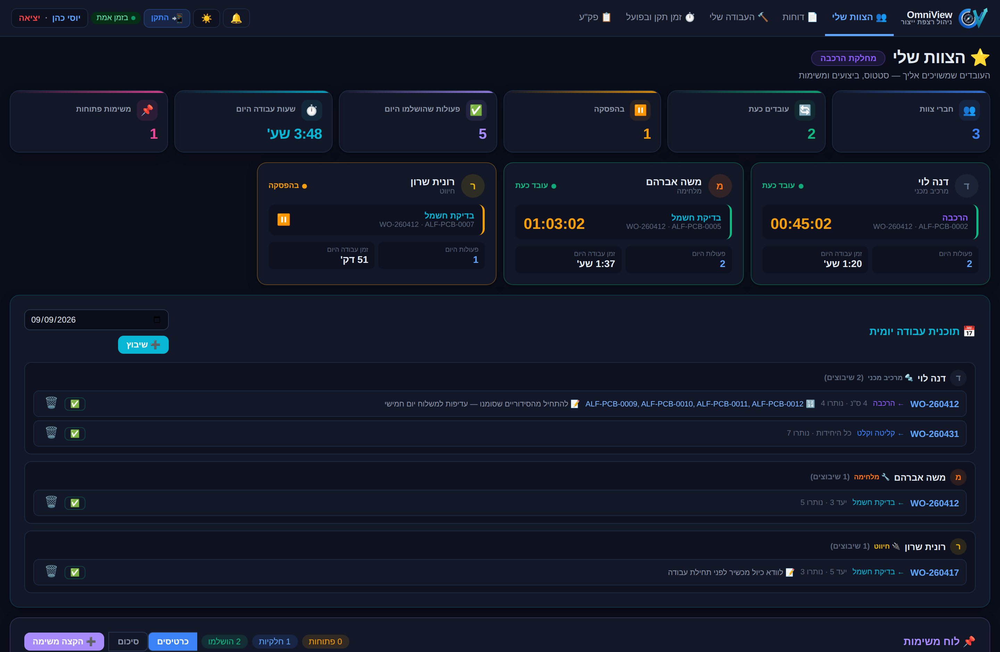 OmniView
ניהול רצפת ייצור
👥 הצוות שלי
📄 דוחות
🔨 העבודה שלי
⏱️ זמן תקן ובפועל
📋 פק"ע
🔔
☀️
📲 התקן
בזמן אמת
יוסי כהן · יציאה
⭐ הצוות שלי
מחלקת הרכבה
העובדים שמשויכים אליך — סטטוס, ביצועים ומשימות
👥 חברי צוות
3
🔄 עובדים כעת
2
⏸️ בהפסקה
1
✅ פעולות שהושלמו היום
5
⏱️ שעות עבודה היום
3:48 שע'
📌 משימות פתוחות
1
ד
דנה לוי
מרכיב מכני
עובד כעת
הרכבה
WO-260412 · ALF-PCB-0002
00:45:02
פעולות היום
2
זמן עבודה היום
1:20 שע'
מ
משה אברהם
מלחימה
עובד כעת
בדיקת חשמל
WO-260412 · ALF-PCB-0005
01:03:02
פעולות היום
2
זמן עבודה היום
1:37 שע'
ר
רונית שרון
חיווט
בהפסקה
בדיקת חשמל
WO-260412 · ALF-PCB-0007
⏸️
פעולות היום
1
זמן עבודה היום
51 דק'
📅 תוכנית עבודה יומית
09/09/2026
➕ שיבוץ
ד דנה לוי 🔩 מרכיב מכני (2 שיבוצים)
WO-260412 ← הרכבה 4 ס"נ · נותרו 4 🔢 ALF-PCB-0009, ALF-PCB-0010, ALF-PCB-0011, ALF-PCB-0012 📝 להתחיל מהסידוריים שסומנו — עדיפות למשלוח יום חמישי ✅ 🗑️
WO-260431 ← קליטה וקלט כל היחידות · נותרו 7 ✅ 🗑️
מ משה אברהם 🔧 מלחימה (1 שיבוצים)
WO-260412 ← בדיקת חשמל יעד 3 · נותרו 5 ✅ 🗑️
ר רונית שרון 🔌 חיווט (1 שיבוצים)
WO-260417 ← בדיקת חשמל יעד 5 · נותרו 3 📝 לוודא כיול מכשיר לפני תחילת עבודה ✅ 🗑️
📌 לוח משימות
0 פתוחות
1 חלקיות
2 הושלמו
כרטיסים
סיכום
➕ הקצה משימה